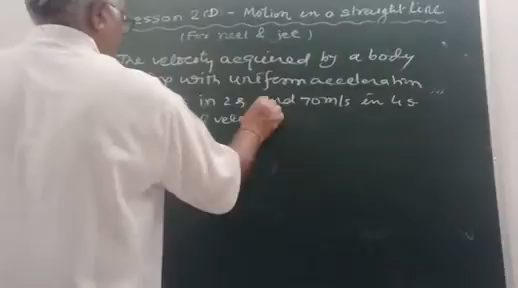 esson 2(D - Motion in a straight Line
(For neet & jee)
The velocity acquired by a body
with uniform acceleration
in 2s and 70m/s in 4s
vel